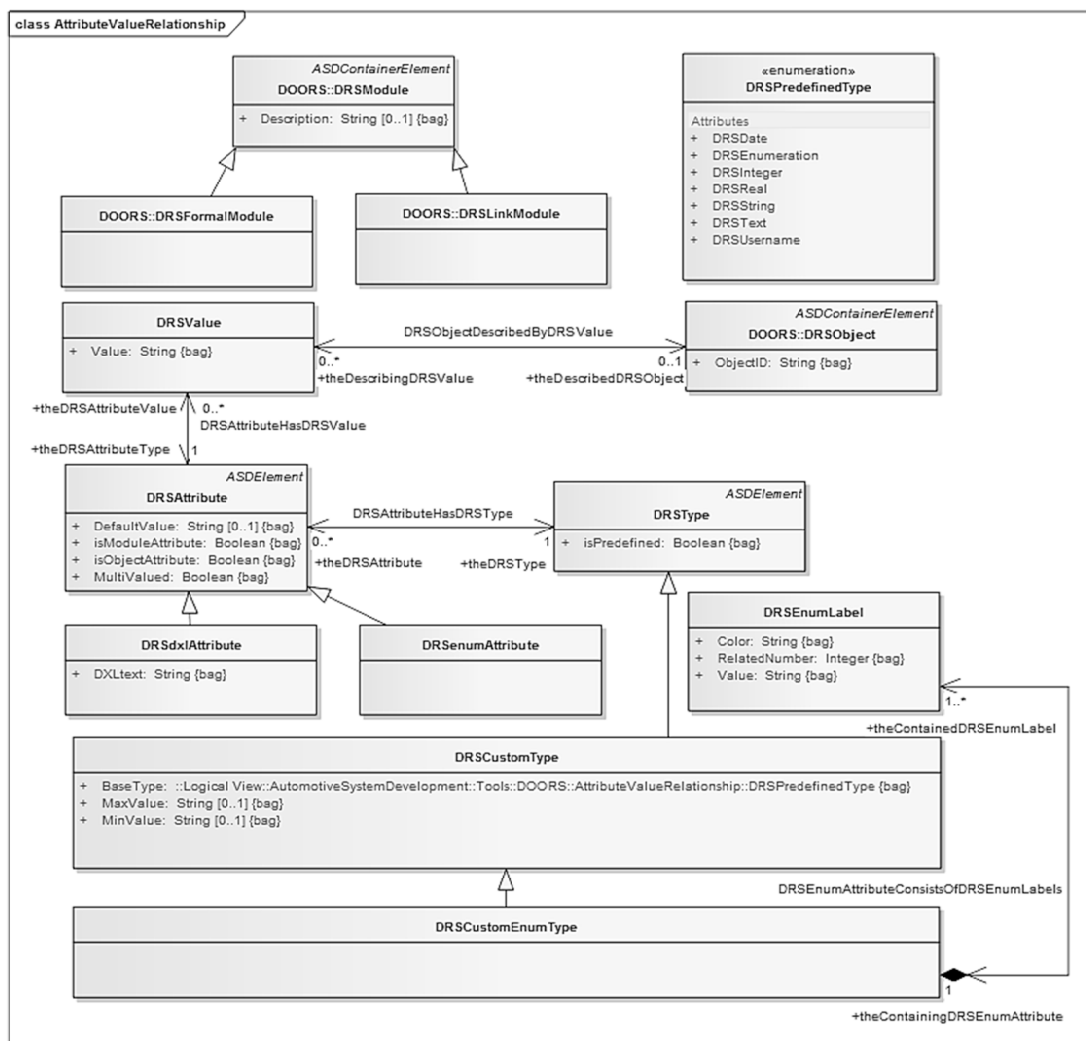 class AttributeValueRelationship
ASDContainerElement
DOORS::DRSModule
+ Description: String [0..1] {bag}
«enumeration»
DRSPredefinedType
Attributes
+ DRSDate
+ DRSEnumeration
+ DRSInteger
+ DRSReal
+ DRSString
+ DRSText
+ DRSUsername
DOORS::DRSFormalModule
DOORS::DRSLinkModule
DRSValue
+ Value: String {bag}
DRSObjectDescribedByDRSValue
0..*
+theDescribingDRSValue
0..1
+theDescribedDRSObject
ASDContainerElement
DOORS::DRSObject
+ ObjectID: String {bag}
+theDRSAttributeValue
0..*
DRSAttributeHasDRSValue
+theDRSAttributeType
1
ASDElement
DRSAttribute
+ DefaultValue: String [0..1] {bag}
+ isModuleAttribute: Boolean {bag}
+ isObjectAttribute: Boolean {bag}
+ MultiValued: Boolean {bag}
DRSAttributeHasDRSType
0..*
+theDRSAttribute
1
+theDRSType
ASDElement
DRSType
+ isPredefined: Boolean {bag}
DRSdxlAttribute
+ DXLtext: String {bag}
DRSenumAttribute
DRSEnumLabel
+ Color: String {bag}
+ RelatedNumber: Integer {bag}
+ Value: String {bag}
1..*
+theContainedDRSEnumLabel
DRSCustomType
+ BaseType: ::Logical View::AutomotiveSystemDevelopment::Tools::DOORS::AttributeValueRelationship::DRSPredefinedType {bag}
+ MaxValue: String [0..1] {bag}
+ MinValue: String [0..1] {bag}
DRSEnumAttributeConsistsOfDRSEnumLabels
DRSCustomEnumType
1
+theContainingDRSEnumAttribute